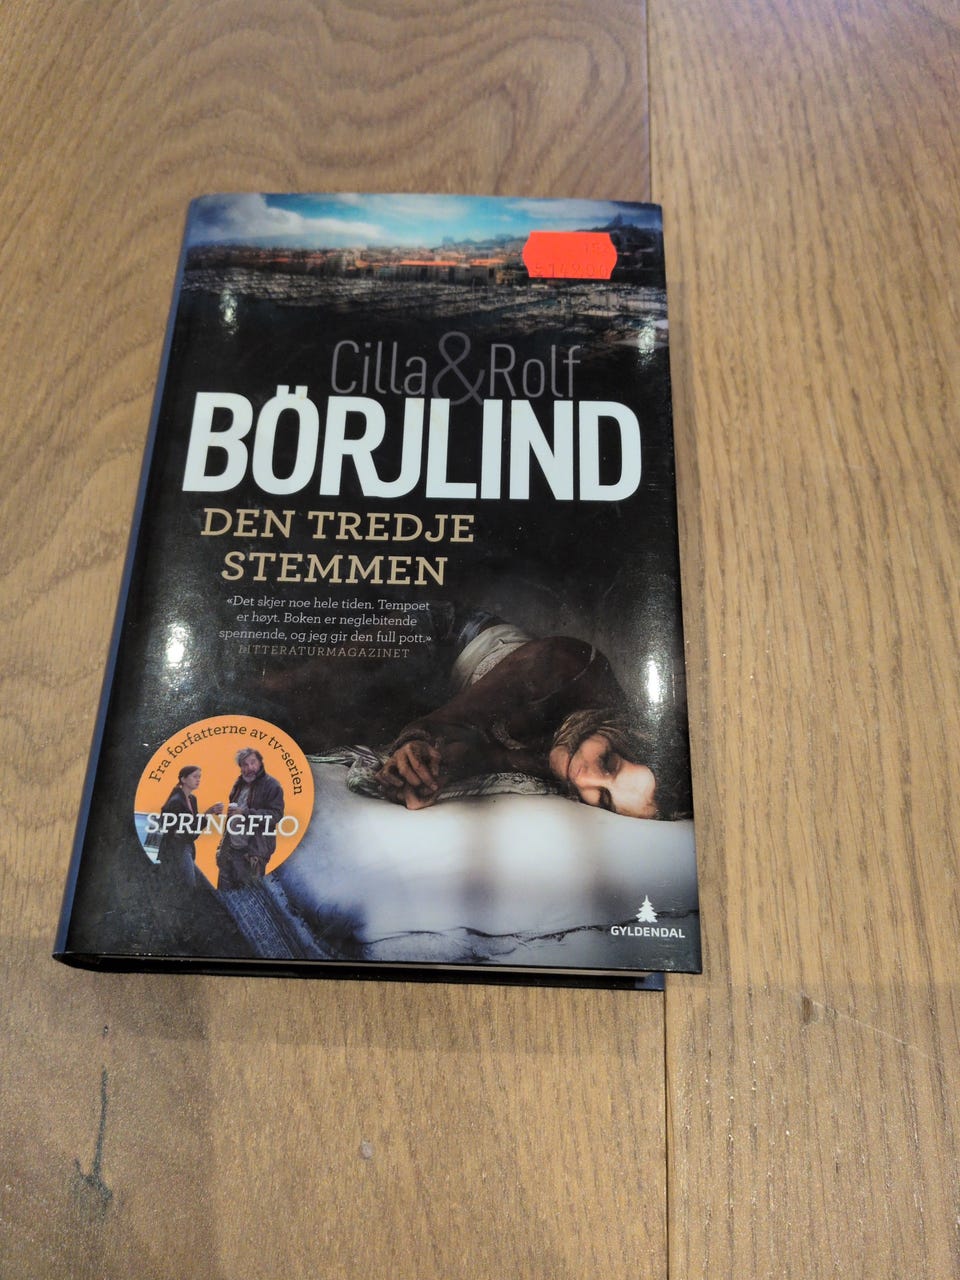 Cilla & Rolf
BÖRJLIND
DEN TREDJE
STEMMEN
«Det skjer noe hele tiden. Tempoet
er høyt. Boken er neglebitende
spennende, og jeg gir den full pott.»
LITTERATURMAGAZINET
Fra forfatterne av tv-serien
SPRINGFLO
GYLDENDAL